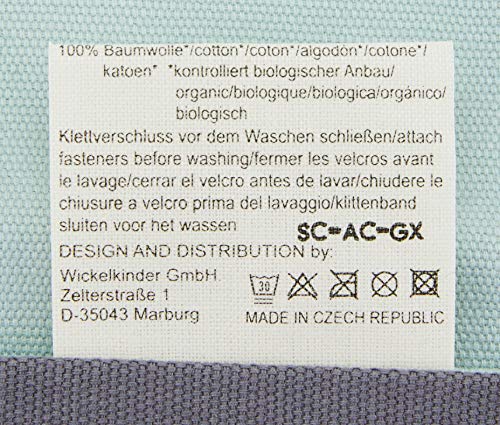 100% Baumwolle*/cotton*/coton*/algodón*/cotone*/
katoen* *kontrolliert biologischer Anbau/
organic/biologique/biologica/orgánico/
biologisch
Klettverschluss vor dem Waschen schließen/attach
fasteners before washing/fermer les velcros avant
le lavage/cerrar el velcro antes de lavar/chiudere le
chiusure a velcro prima del lavaggio/klittenband
sluiten voor het wassen
SC-AC-GX
DESIGN AND DISTRIBUTION by:
Wickelkinder GmbH.
Zelterstraße 1
D-35043 Marburg
30
MADE IN CZECH REPUBLIC